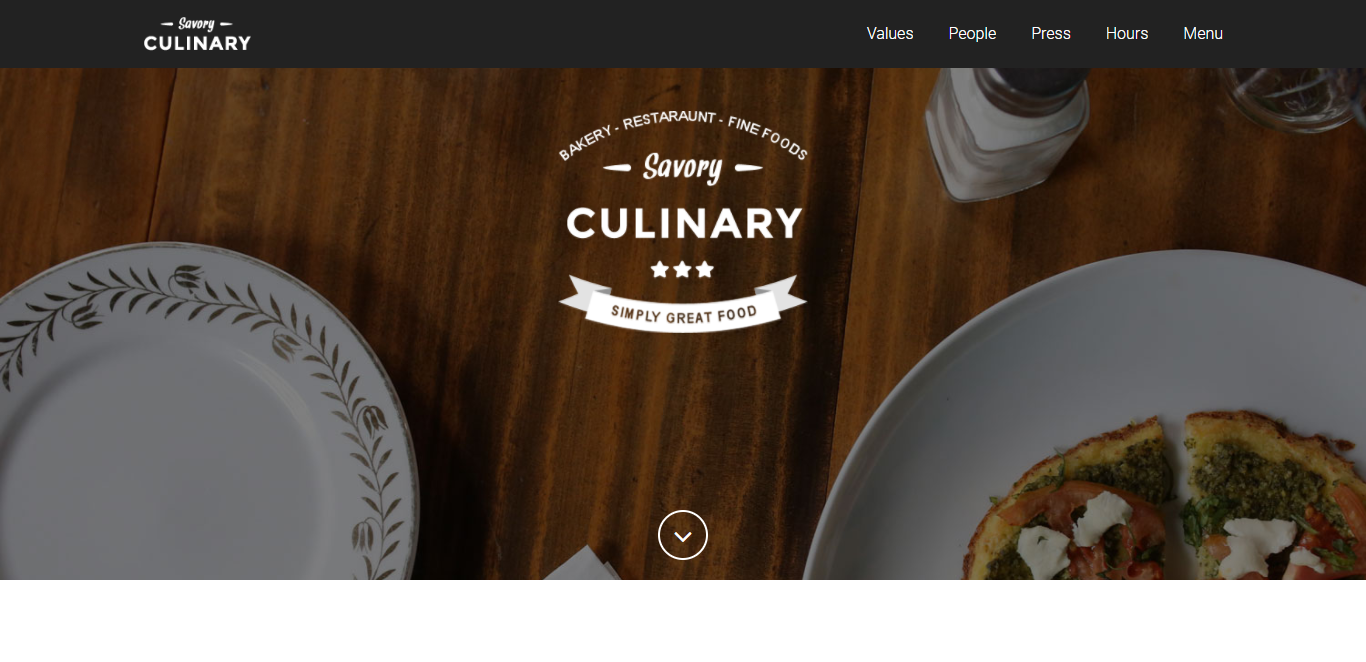 Savory
CULINARY
Values People Press Hours Menu
BAKERY - RESTARAUNT - FINE FOODS
Savory
CULINARY
SIMPLY GREAT FOOD